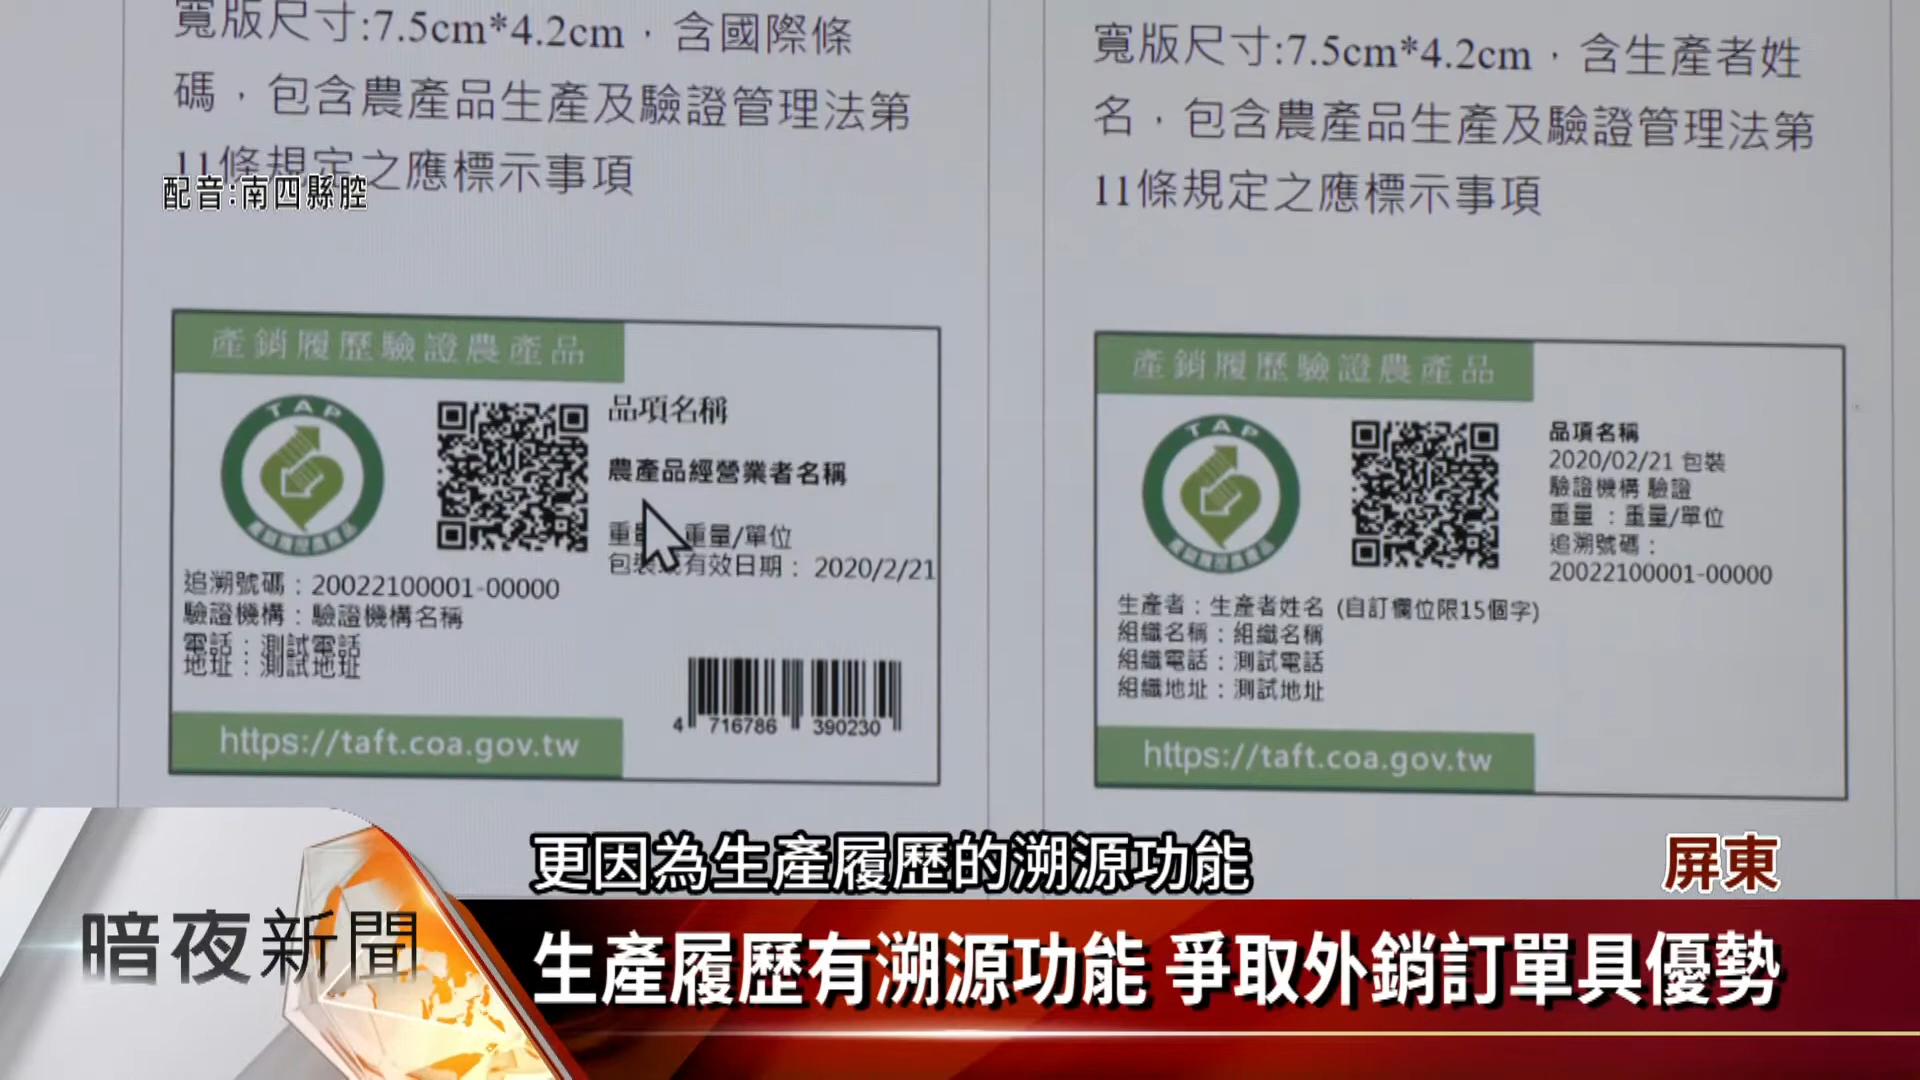 寬版尺寸:7.5cm*4.2cm，含國際條
碼，包含農產品生產及驗證管理法第
11條規定之應標示事項
配音:南四縣腔
寬版尺寸:7.5cm*4.2cm，含生產者姓
名，包含農產品生產及驗證管理法第
11條規定之應標示事項
產銷履歷驗證農產品
TAP
品項名稱
農產品經營業者名稱
重量/單位
有效日期：2020/2/21
追溯號碼：20022100001-00000
驗證機構：驗證機構名稱
電話：測試電話
地址：測試地址
4 716786 390230
https://taft.coa.gov.tw
產銷履歷驗證農產品
TAP
品項名稱
2020/02/21 包裝
驗證機構 驗證
重量 ：重量/單位
追溯號碼：
20022100001-00000
生產者：生產者姓名 (自訂欄位限15個字)
組織名稱：組織名稱
組織電話：測試電話
組織地址：測試地址
https://taft.coa.gov.tw
更因為生產履歷的溯源功能
屏東
暗夜新聞
生產履歷有溯源功能 爭取外銷訂單具優勢